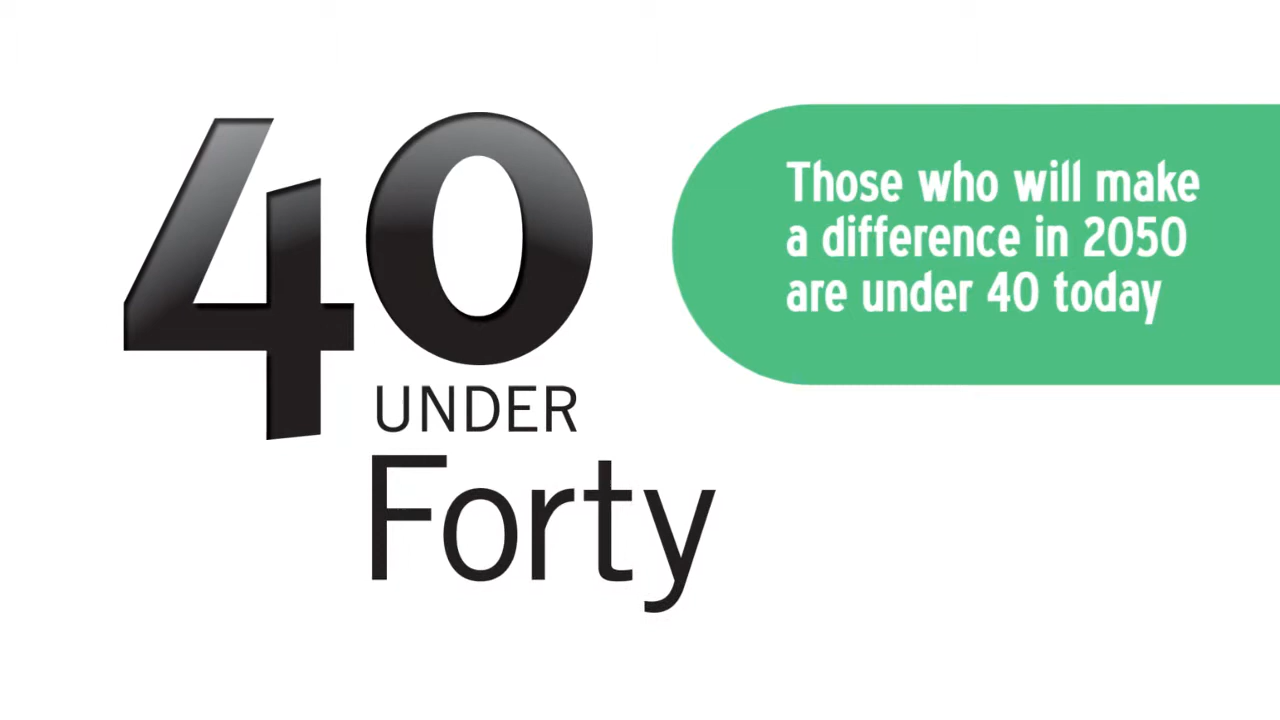 40
UNDER
Forty
Those who will make
a difference in 2050
are under 40 today